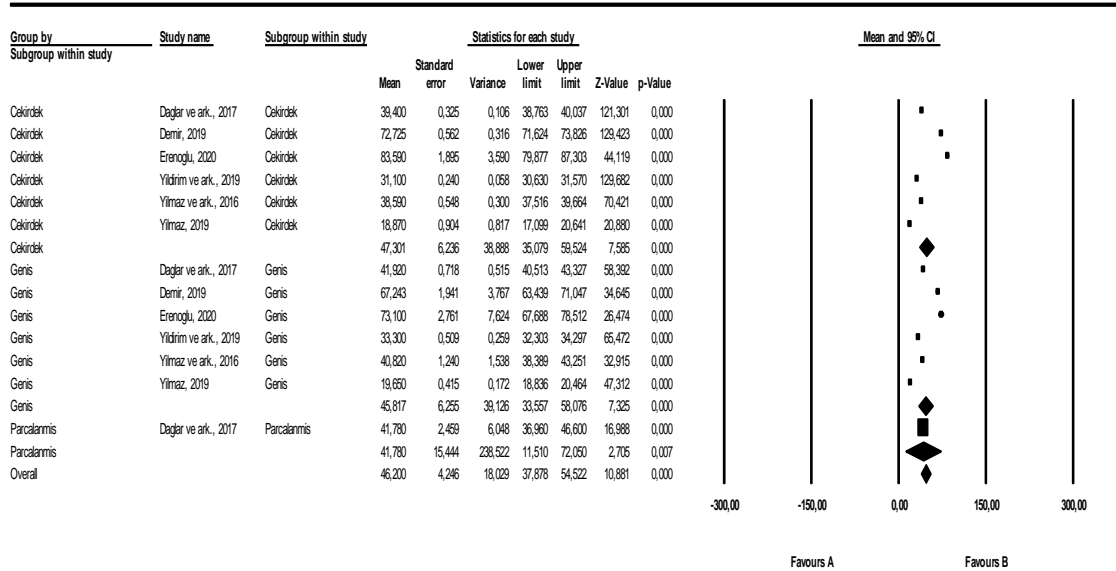 Group by Study name Subgroup within study Statistics for each study Mean and 95% CI
Subgroup within study
Standard Lower Upper
Mean error Variance limit limit Z-Value p-Value
Cekirdek Daglar ve ark., 2017 Cekirdek 39,400 0,325 0,106 38,763 40,037 121,301 0,000
Cekirdek Demir, 2019 Cekirdek 72,725 0,562 0,316 71,624 73,826 129,423 0,000
Cekirdek Erenoglu, 2020 Cekirdek 83,590 1,895 3,590 79,877 87,303 44,119 0,000
Cekirdek Yildirim ve ark., 2019 Cekirdek 31,100 0,240 0,058 30,630 31,570 129,682 0,000
Cekirdek Yilmaz ve ark., 2016 Cekirdek 38,590 0,548 0,300 37,516 39,664 70,421 0,000
Cekirdek Yilmaz, 2019 Cekirdek 18,870 0,904 0,817 17,099 20,641 20,880 0,000
Cekirdek 47,301 6,236 38,888 35,079 59,524 7,585 0,000
Genis Daglar ve ark., 2017 Genis 41,920 0,718 0,515 40,513 43,327 58,392 0,000
Genis Demir, 2019 Genis 67,243 1,941 3,767 63,439 71,047 34,645 0,000
Genis Erenoglu, 2020 Genis 73,100 2,761 7,624 67,688 78,512 26,474 0,000
Genis Yildirim ve ark., 2019 Genis 33,300 0,509 0,259 32,303 34,297 65,472 0,000
Genis Yilmaz ve ark., 2016 Genis 40,820 1,240 1,538 38,389 43,251 32,915 0,000
Genis Yilmaz, 2019 Genis 19,650 0,415 0,172 18,836 20,464 47,312 0,000
Genis 45,817 6,255 39,126 33,557 58,076 7,325 0,000
Parcalanmis Daglar ve ark., 2017 Parcalanmis 41,780 2,459 6,048 36,960 46,600 16,988 0,000
Parcalanmis 41,780 15,444 238,522 11,510 72,050 2,705 0,007
Overall 46,200 4,246 18,029 37,878 54,522 10,881 0,000
-300,00 -150,00 0,00 150,00 300,00
Favours A Favours B